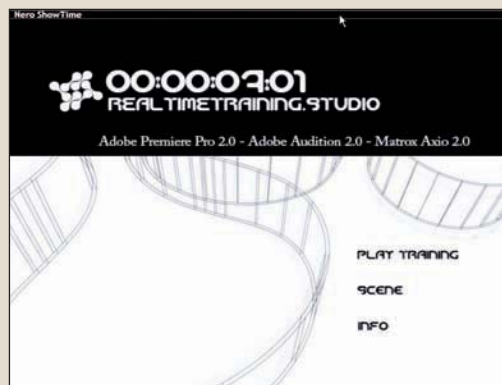 Nero ShowTime
00:00:07:01
REALTIMETRAINING.STUDIO
Adobe Premiere Pro 2.0 - Adobe Audition 2.0 - Matrox Axio 2.0
PLAY TRAINING
SCENE
INFO